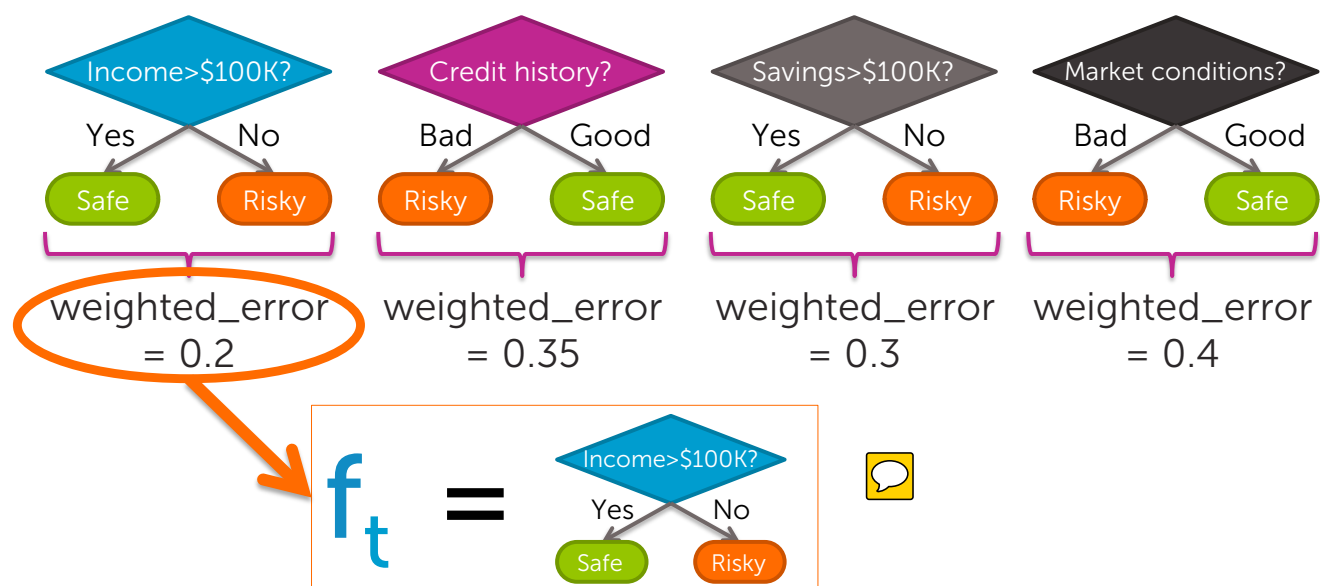 Income>$100K?
Credit history?
Savings>$100K?
Market conditions?
Yes No
Bad Good
Yes No
Bad Good
Safe Risky
Risky Safe
Safe Risky
Risky Safe
weighted_error
= 0.2
weighted_error
= 0.35
weighted_error
= 0.3
weighted_error
= 0.4
ft =
Income>$100K?
Yes No
Safe Risky